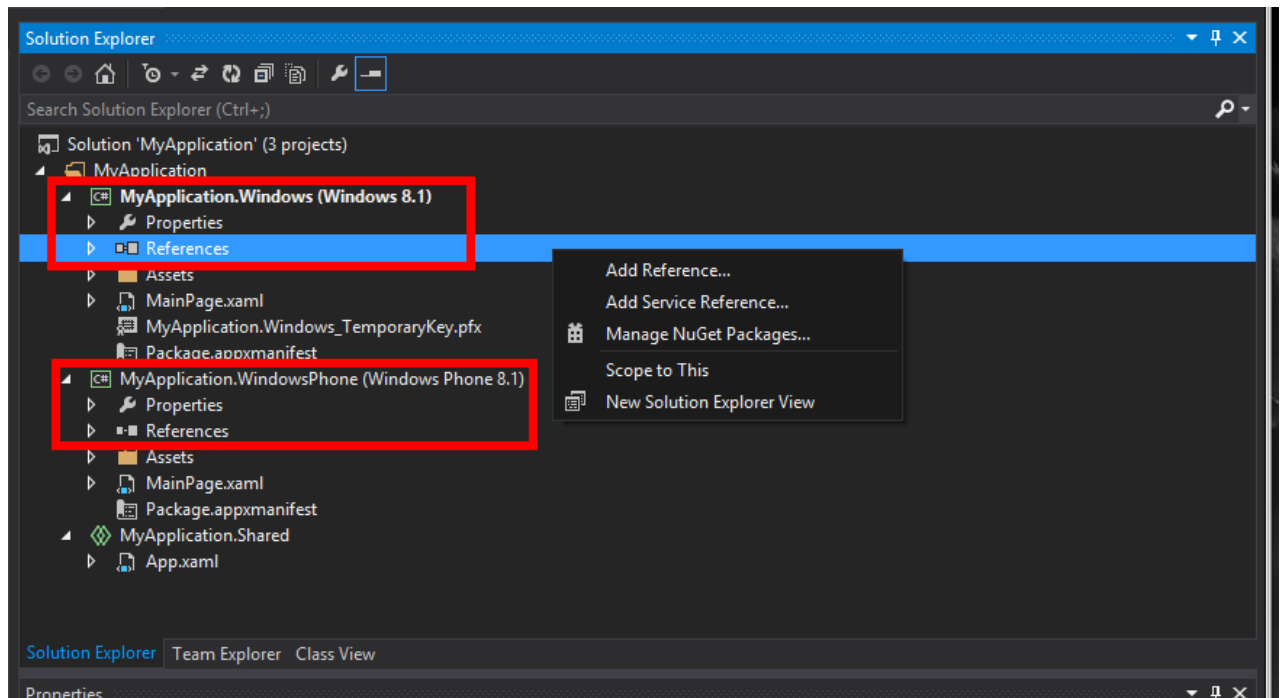 Solution Explorer
Search Solution Explorer (Ctrl+;)
Solution 'MyApplication' (3 projects)
MyApplication
C# MyApplication.Windows (Windows 8.1)
Properties
References
Assets
MainPage.xaml
MyApplication.Windows_TemporaryKey.pfx
Package.appxmanifest
C# MyApplication.WindowsPhone (Windows Phone 8.1)
Properties
References
Assets
MainPage.xaml
Package.appxmanifest
MyApplication.Shared
App.xaml
Add Reference...
Add Service Reference...
Manage NuGet Packages...
Scope to This
New Solution Explorer View
Solution Explorer Team Explorer Class View
Properties